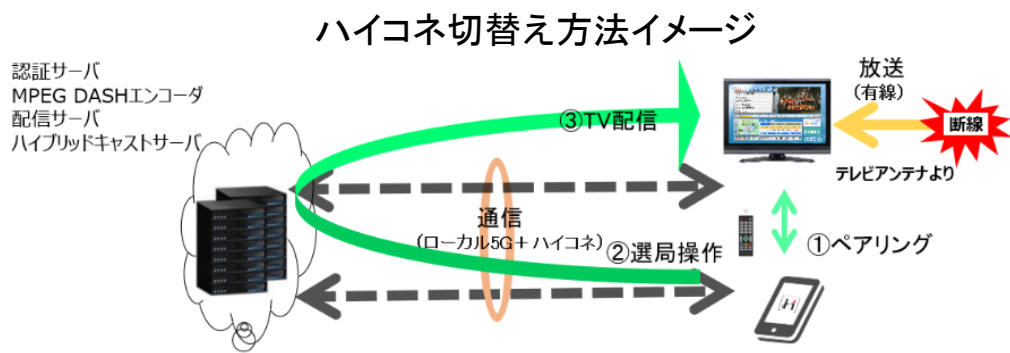 ハイコネ切替え方法イメージ
認証サーバ
MPEG DASHエンコーダ
配信サーバ
ハイブリッドキャストサーバ
放送
(有線)
③TV配信
断線
テレビアンテナより
通信
(ローカル5G+ハイコネ)
②選局操作
①ペアリング
H